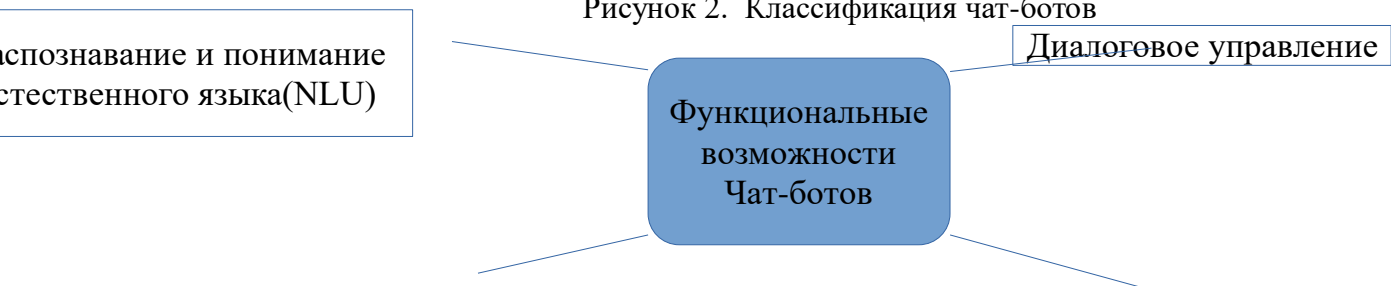 Рисунок 2.  Классификация чат-ботов
аспознавание и понимание
стественного языка(NLU)
Диалоговое управление
Функциональные
возможности
Чат-ботов